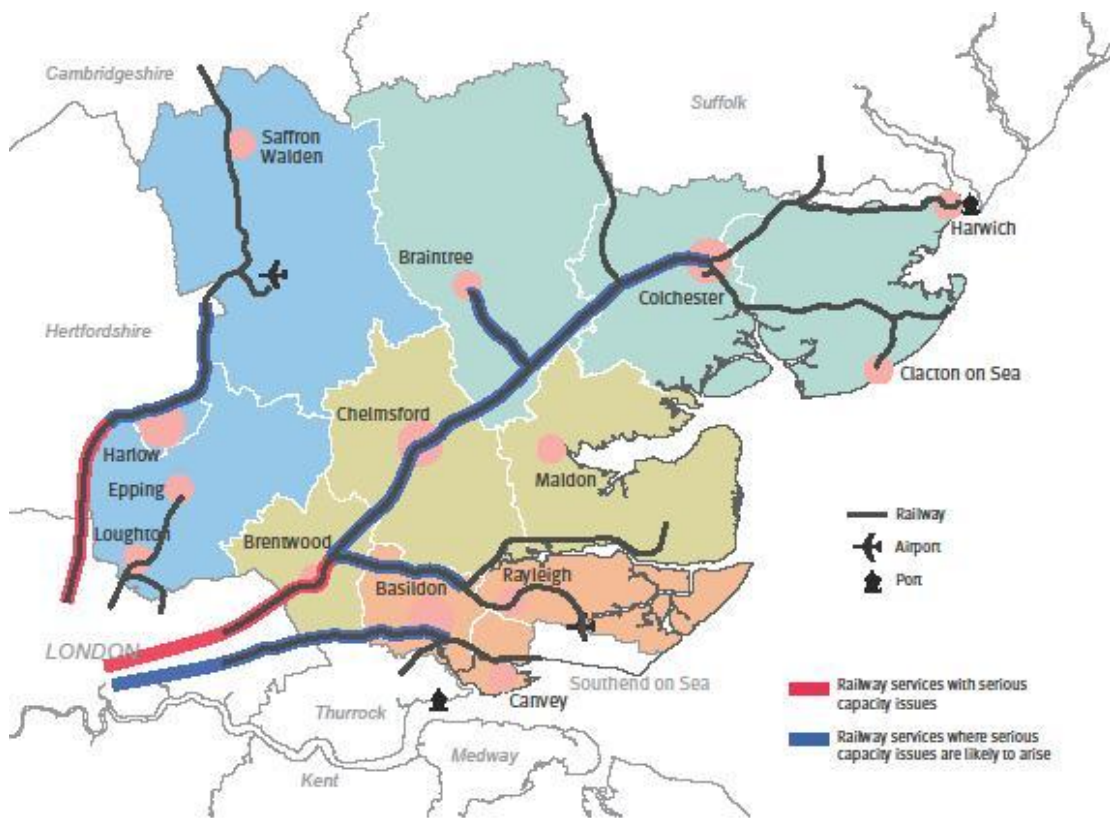 Cambridgeshire
Suffolk
Saffron
Walden
Harwich
Braintree
Colchester
Hertfordshire
Clacton on Sea
Chelmsford
Harlow
Epping
Maldon
Loughton
Brentwood
Railway
Airport
Port
Basildon
Rayleigh
LONDON
Southend on Sea
Canvey
Thurrock
Medway
Kent
Railway services with serious
capacity issues
Railway services where serious
capacity issues are likely to arise